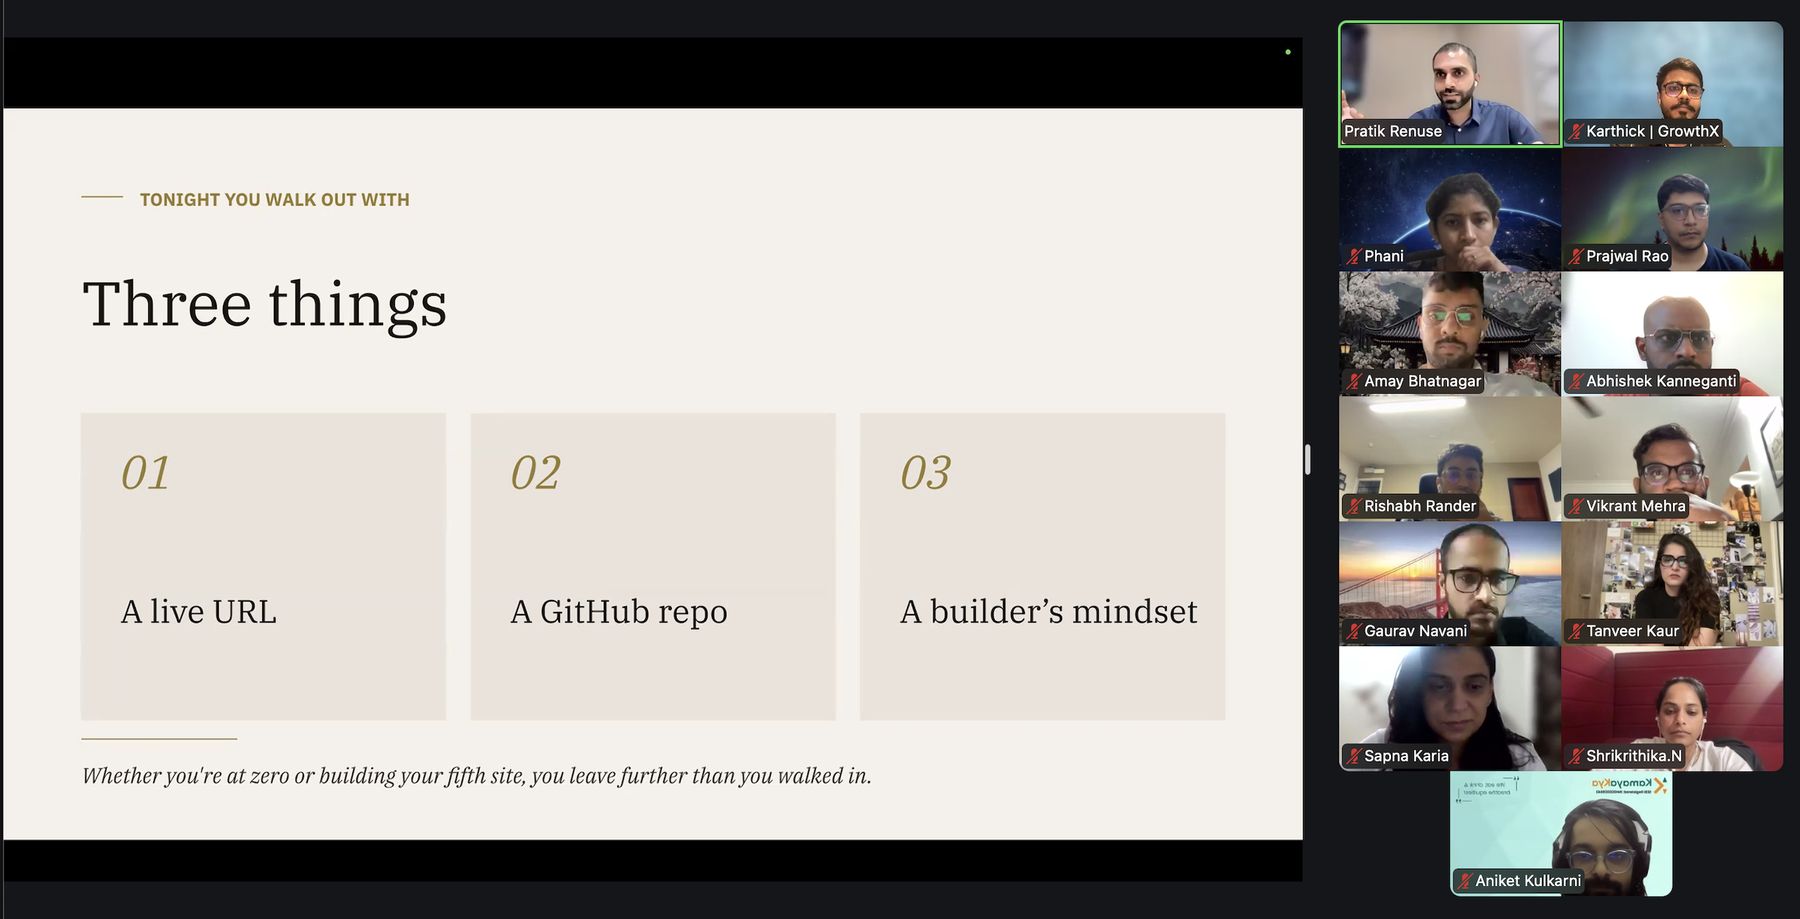 TONIGHT YOU WALK OUT WITH
Three things
01
A live URL
02
A GitHub repo
03
A builder’s mindset
Whether you're at zero or building your fifth site, you leave further than you walked in.
Pratik Renuse
Karthick | GrowthX
Phani
Prajwal Rao
Amay Bhatnagar
Abhishek Kanneganti
Rishabh Rander
Vikrant Mehra
Gaurav Navani
Tanveer Kaur
Sapna Karia
Shrikrithika.N
KamayaKya
Aniket Kulkarni